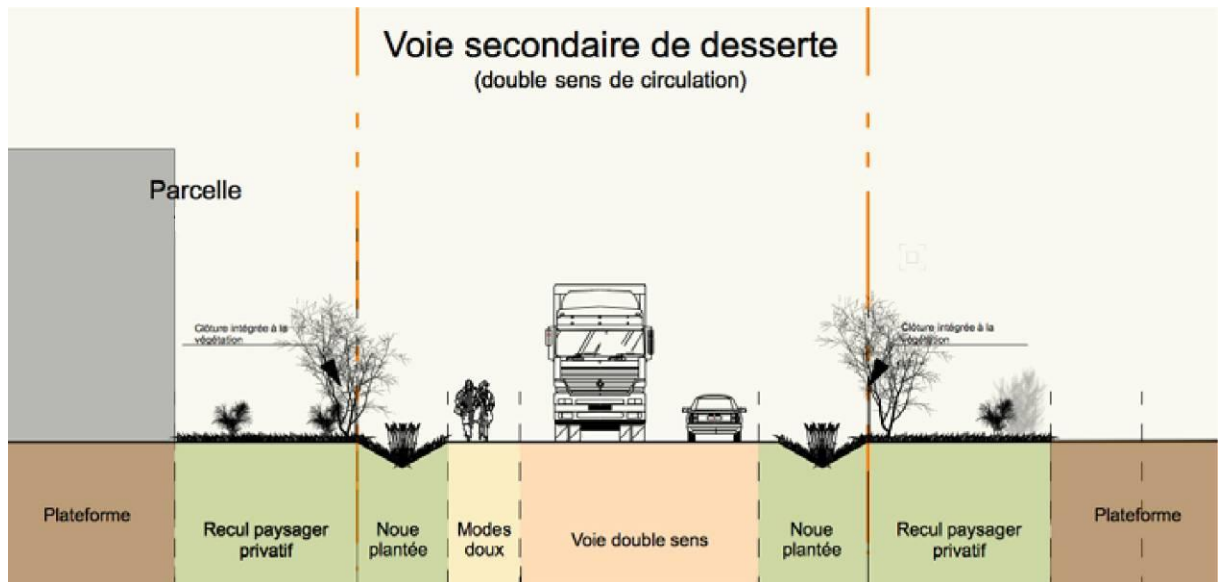 Voie secondaire de desserte
(double sens de circulation)
Parcelle
Clôture intégrée à la
végétation
Clôture intégrée à la
végétation
Plateforme
Recul paysager
privatif
Noue
plantée
Modes
doux
Voie double sens
Noue
plantée
Recul paysager
privatif
Plateforme